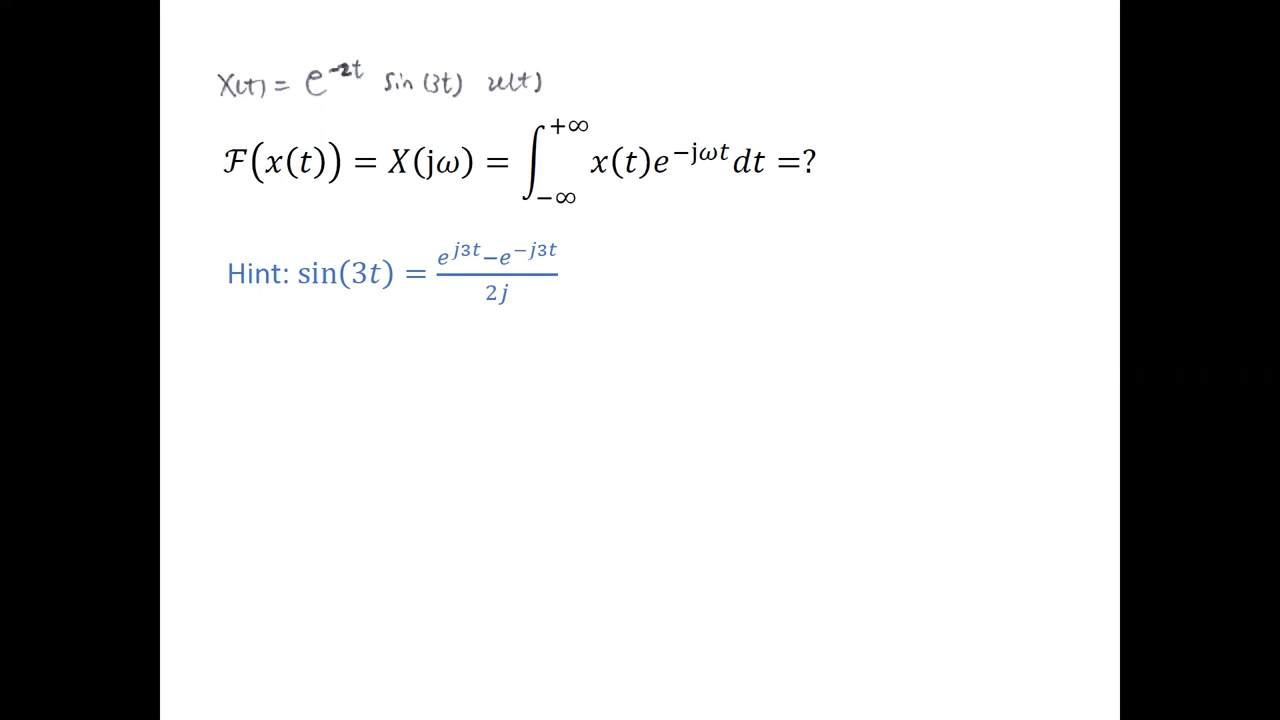 x(t) = e^-2t sin(3t) u(t)
ℱ(x(t)) = X(jω) = ∫_−∞^+∞ x(t)e^−jωt dt =?
Hint: sin(3t) = (e^j3t − e^−j3t) / 2j